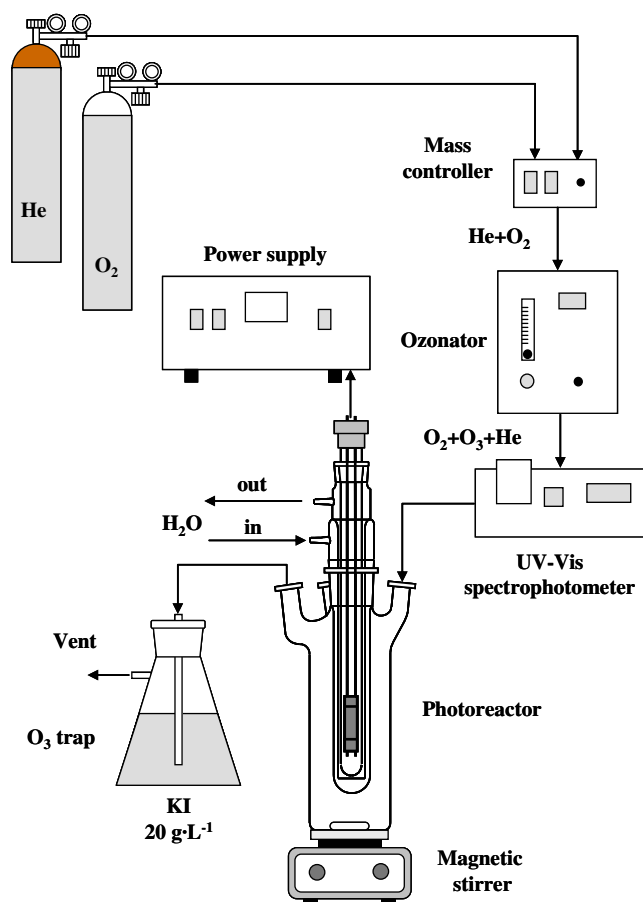 He
O₂
Mass
controller
He+O₂
Power supply
Ozonator
O₂+O₃+He
out
H₂O
in
UV-Vis
spectrophotometer
Vent
Photoreactor
O₃ trap
KI
20 g·L⁻¹
Magnetic
stirrer